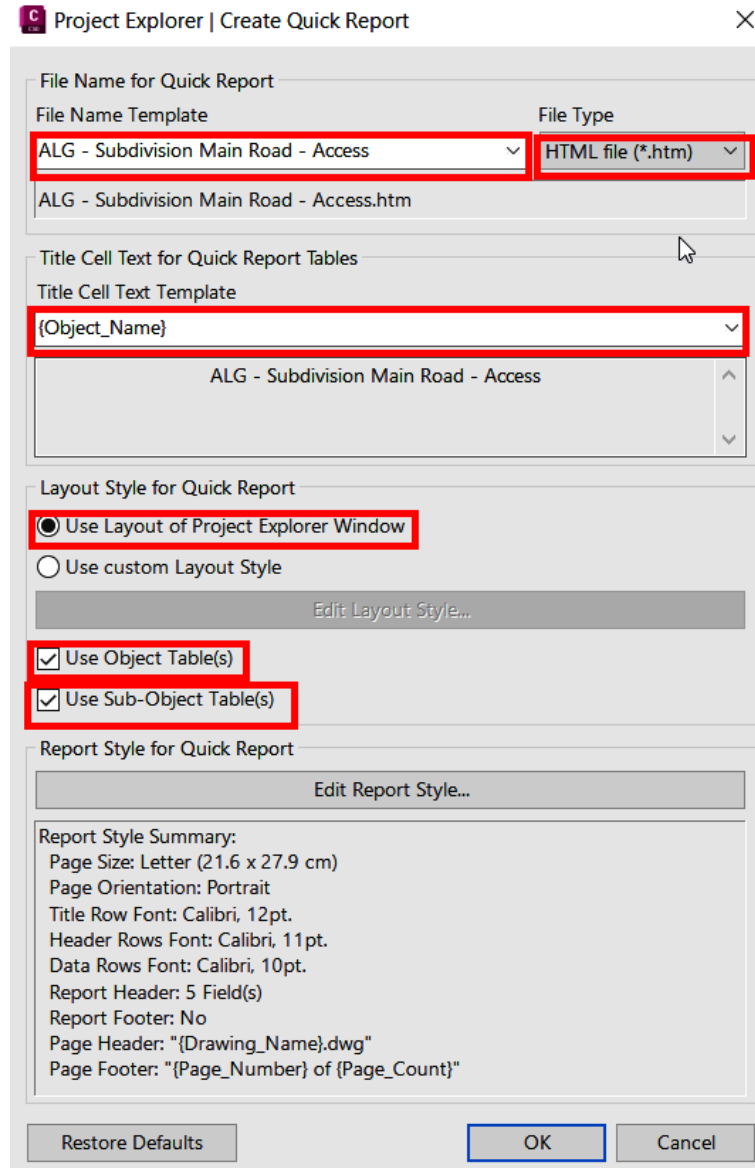 C
C3D
Project Explorer | Create Quick Report
File Name for Quick Report
File Name Template
File Type
ALG - Subdivision Main Road - Access
HTML file (*.htm)
ALG - Subdivision Main Road - Access.htm
Title Cell Text for Quick Report Tables
Title Cell Text Template
{Object_Name}
ALG - Subdivision Main Road - Access
Layout Style for Quick Report
Use Layout of Project Explorer Window
Use custom Layout Style
Edit Layout Style...
Use Object Table(s)
Use Sub-Object Table(s)
Report Style for Quick Report
Edit Report Style...
Report Style Summary:
Page Size: Letter (21.6 x 27.9 cm)
Page Orientation: Portrait
Title Row Font: Calibri, 12pt.
Header Rows Font: Calibri, 11pt.
Data Rows Font: Calibri, 10pt.
Report Header: 5 Field(s)
Report Footer: No
Page Header: "{Drawing_Name}.dwg"
Page Footer: "{Page_Number} of {Page_Count}"
Restore Defaults
OK
Cancel